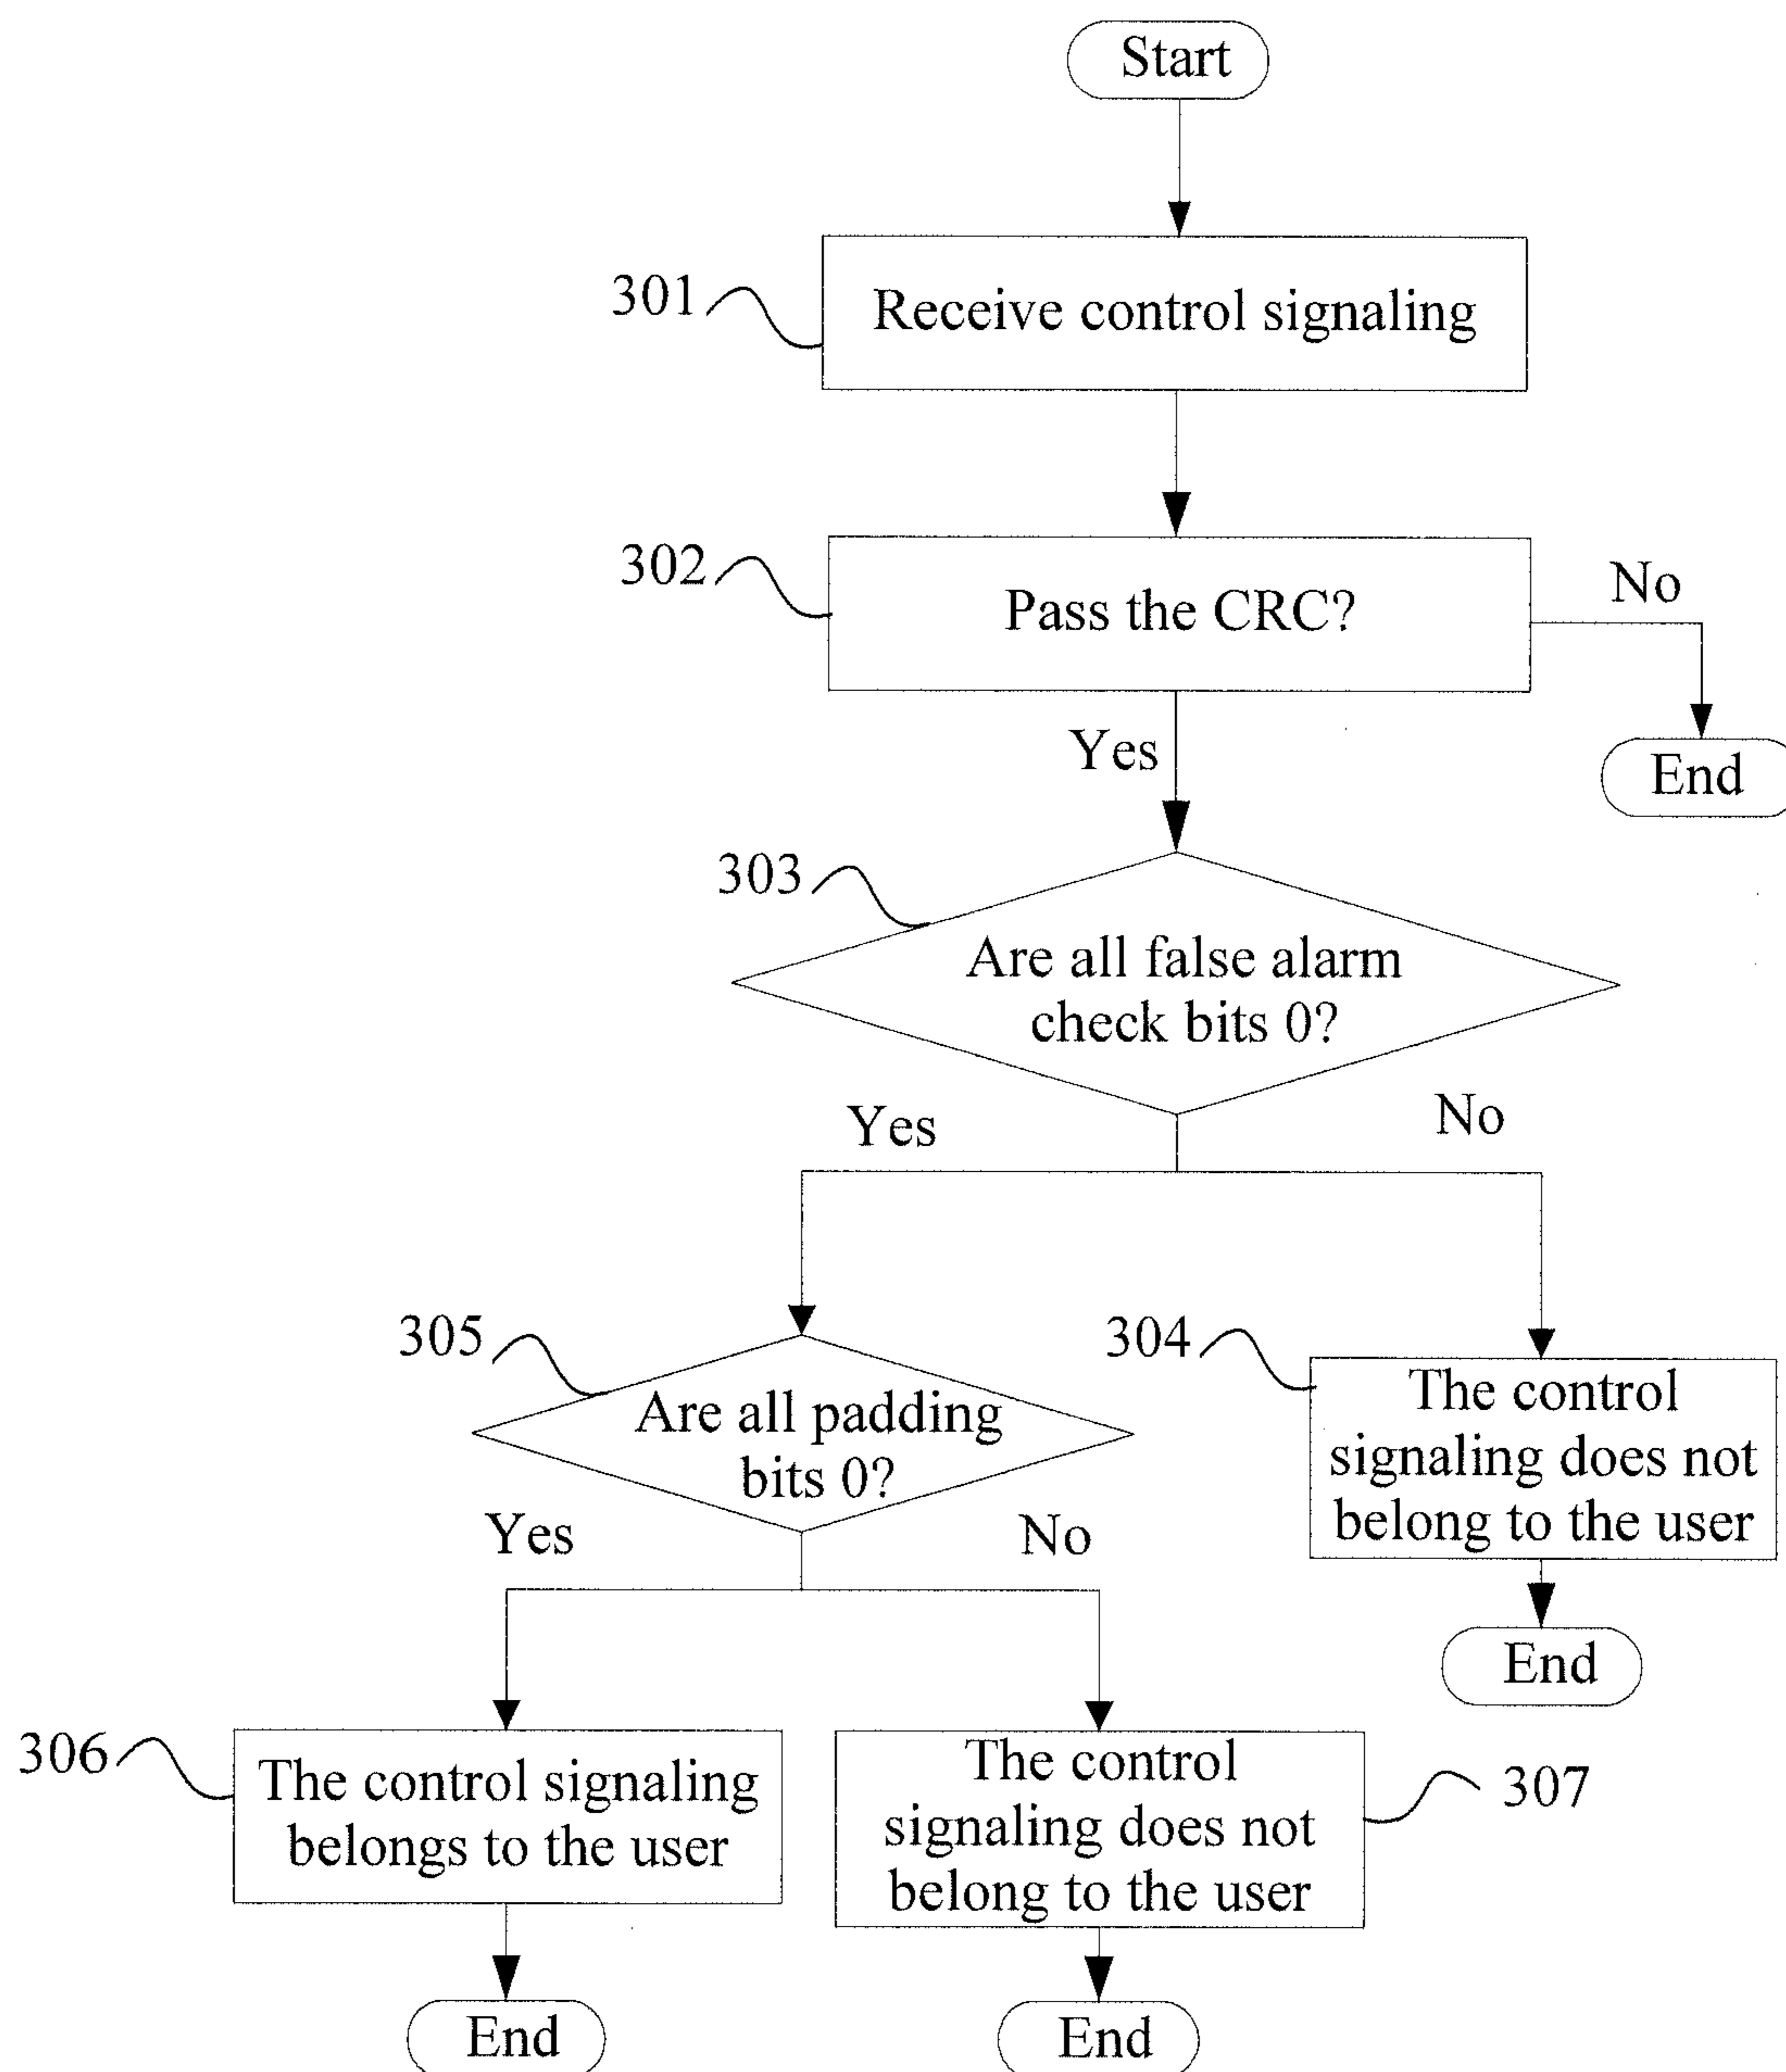 Start
301
Receive control signaling
302
Pass the CRC?
No
Yes
End
303
Are all false alarm
check bits 0?
Yes
No
305
Are all padding
bits 0?
304
The control
signaling does not
belong to the user
Yes
No
End
306
The control signaling
belongs to the user
The control
signaling does not
belong to the user
307
End
End